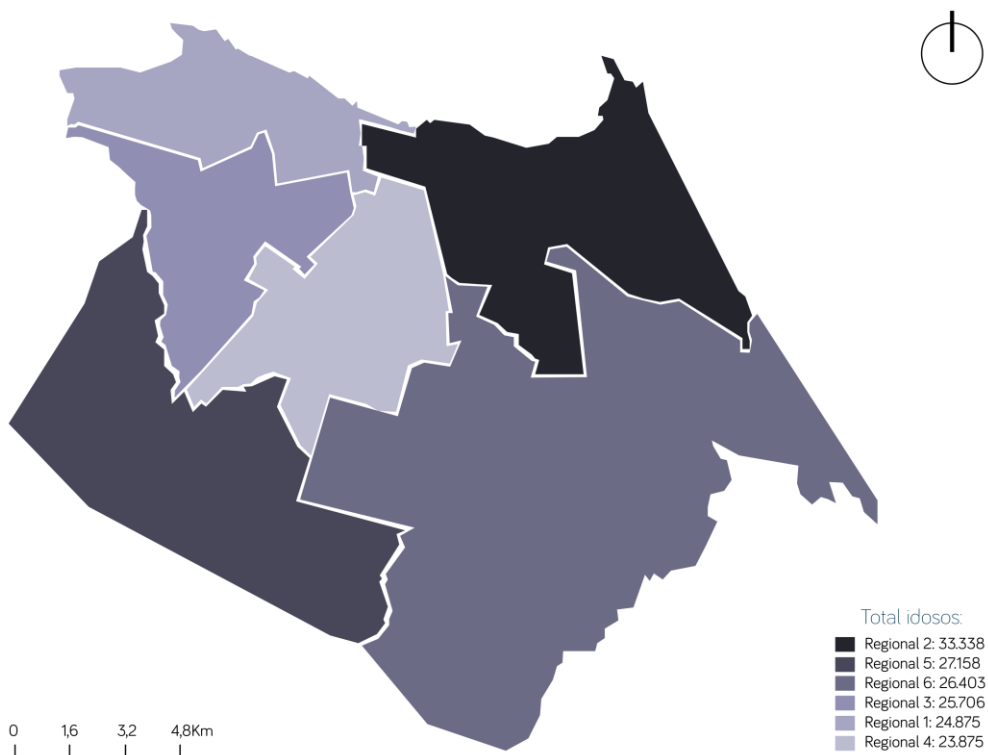 Total idosos:
Regional 2: 33.338
Regional 5: 27.158
Regional 6: 26.403
Regional 3: 25.706
Regional 1: 24.875
Regional 4: 23.875
0 1,6 3,2 4,8Km